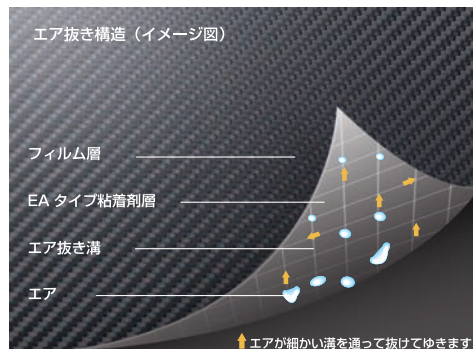 エア抜き構造（イメージ図）
フィルム層
EA タイプ粘着剤層
エア抜き溝
エア
エアが細かい溝を通って抜けてゆきます